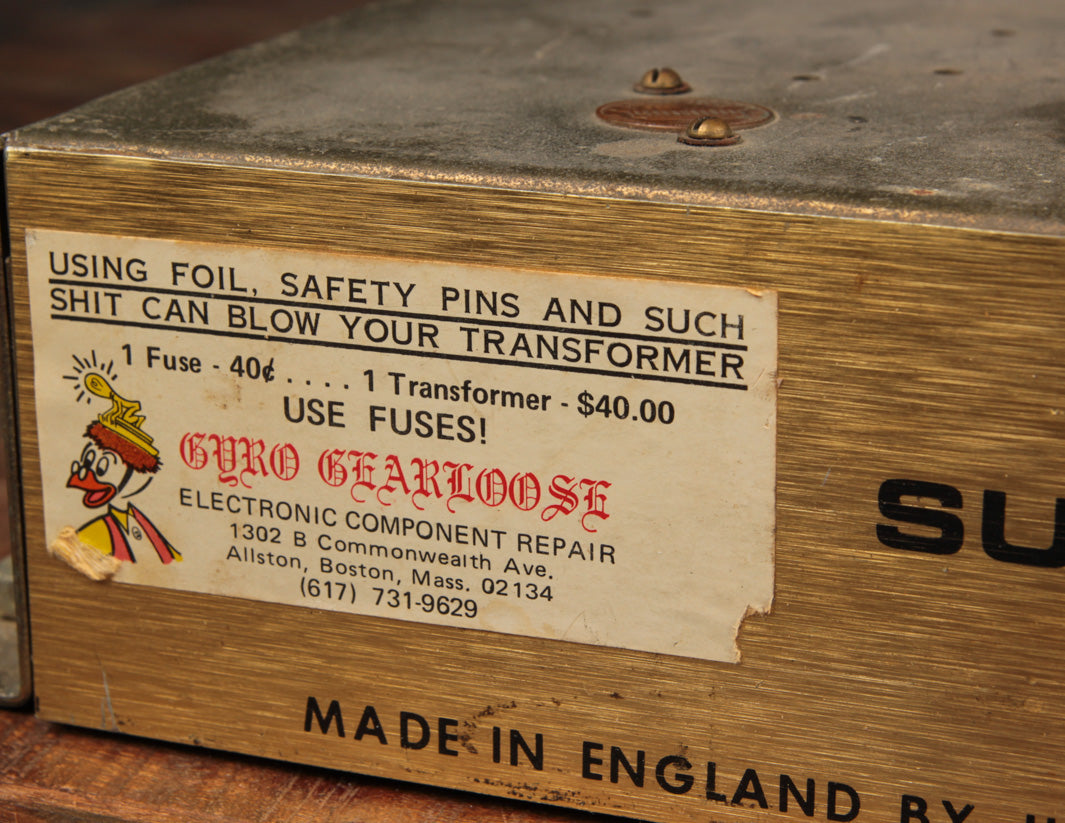 USING FOIL, SAFETY PINS AND SUCH
SHIT CAN BLOW YOUR TRANSFORMER
1 Fuse - 40¢ . . . . 1 Transformer - $40.00
USE FUSES!
GYRO GEARLOOSE
ELECTRONIC COMPONENT REPAIR
1302 B Commonwealth Ave.
Allston, Boston, Mass. 02134
(617) 731-9629
SU
MADE IN ENGLAND BY